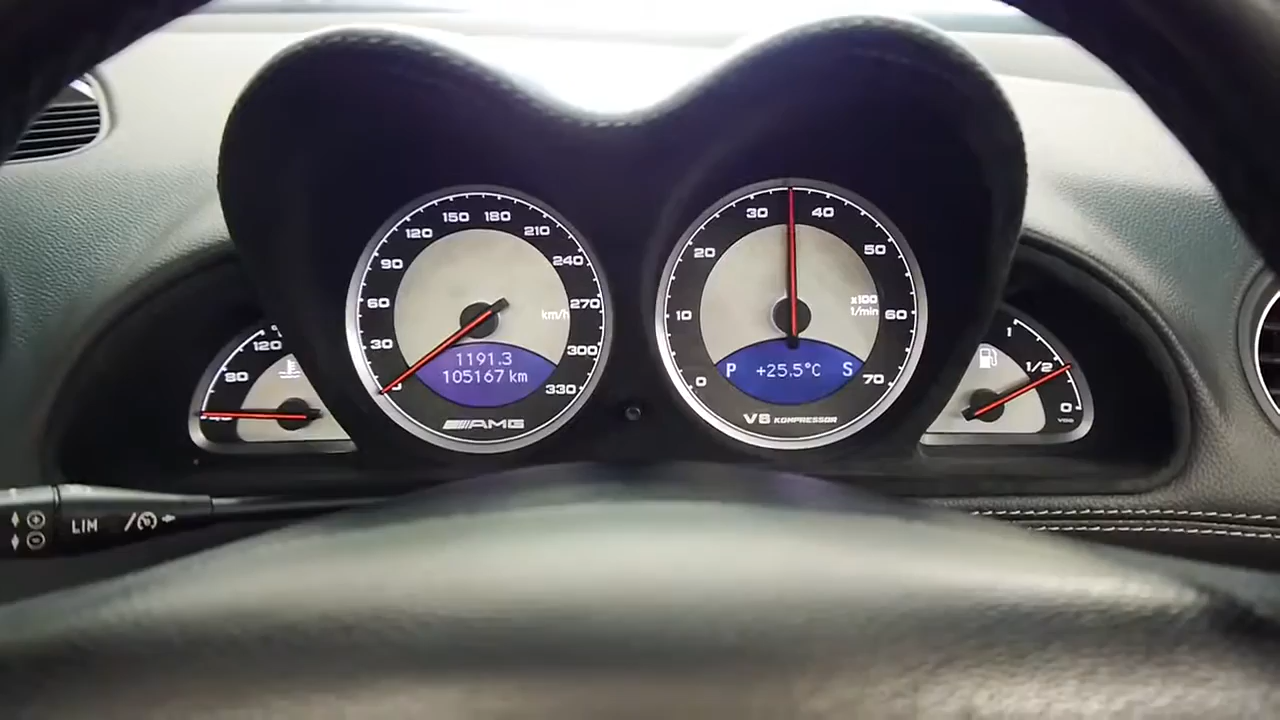 150 180
120 210
90 240
60 270
km/h
30 300
1191.3
105167 km
330
AMG
30 40
20 50
x100
1/min
10 60
P +25.5°C S
0 70
V8 KOMPRESSOR
120
80
1
1/2
0
LIM